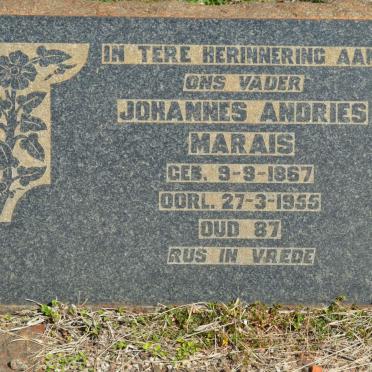 IN TERE HERINNERING AAN
ONS VADER
JOHANNES ANDRIES
MARAIS
GEB. 9-9-1867
OORL. 27-3-1955
OUD 87
RUS IN VREDE